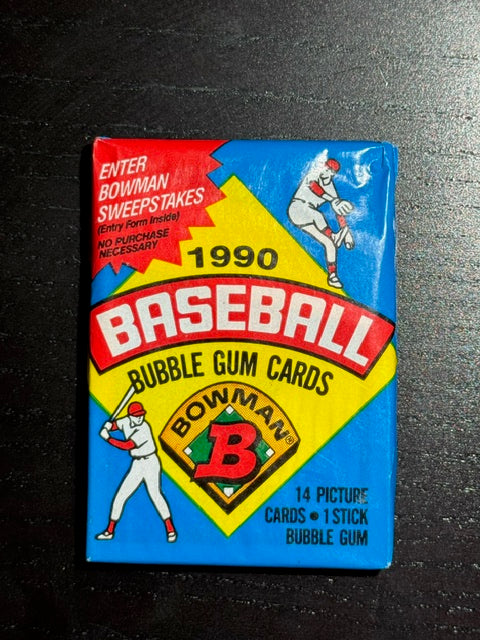 ENTER
BOWMAN
SWEEPSTAKES
(Entry Form Inside)
NO PURCHASE
NECESSARY
1990
BASEBALL
BUBBLE GUM CARDS
BOWMAN®
B
14 PICTURE
CARDS • 1 STICK
BUBBLE GUM